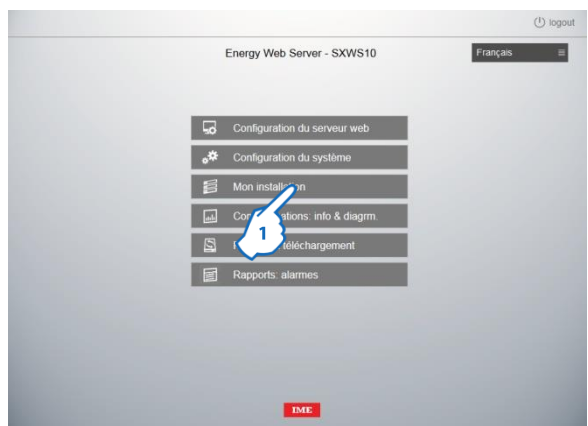 logout
Energy Web Server - SXWS10
Français
Configuration du serveur web
Configuration du système
Mon installation
info & diagrm.
1
téléchargement
Rapports: alarmes
IME